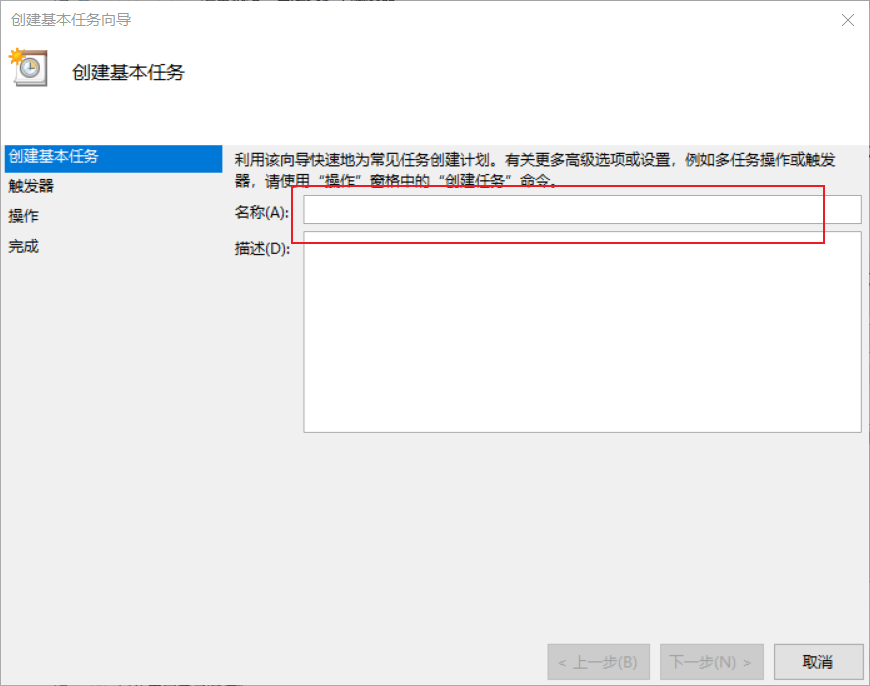 创建基本任务向导
创建基本任务
创建基本任务
触发器
操作
完成
利用该向导快速地为常见任务创建计划。有关更多高级选项或设置，例如多任务操作或触发
器，请使用“操作”窗格中的“创建任务”命令。
名称(A):
描述(D):
< 上一步(B)
下一步(N) >
取消